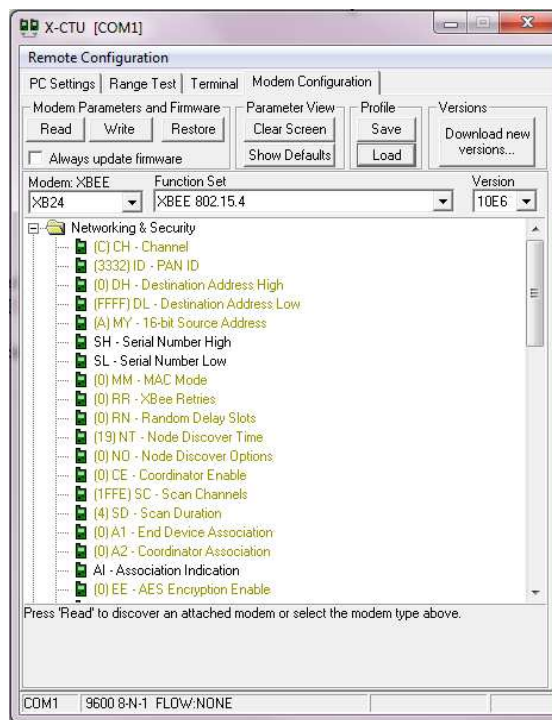 X-CTU [COM1]
Remote Configuration
PC Settings Range Test Terminal Modem Configuration
Modem Parameters and Firmware Parameter View Profile Versions
Read Write Restore Clear Screen Save Download new versions...
Always update firmware Show Defaults Load
Modem: XBEE Function Set Version
XB24 XBEE 802.15.4 10E6
Networking & Security
(C) CH - Channel
(3332) ID - PAN ID
(0) DH - Destination Address High
(FFFF) DL - Destination Address Low
(A) MY - 16-bit Source Address
SH - Serial Number High
SL - Serial Number Low
(0) MM - MAC Mode
(0) RR - XBee Retries
(0) RN - Random Delay Slots
(19) NT - Node Discover Time
(0) NO - Node Discover Options
(0) CE - Coordinator Enable
(1FFE) SC - Scan Channels
(4) SD - Scan Duration
(0) A1 - End Device Association
(0) A2 - Coordinator Association
AI - Association Indication
(0) EE - AES Encryption Enable
Press 'Read' to discover an attached modem or select the modem type above.
COM1 9600 8-N-1 FLOW:NONE